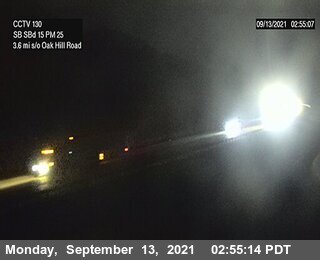 CCTV 130
SB SBd 15 PM 25
3.6 mi s/o Oak Hill Road
09/13/2021 02:55:07
Monday, September 13, 2021 02:55:14 PDT